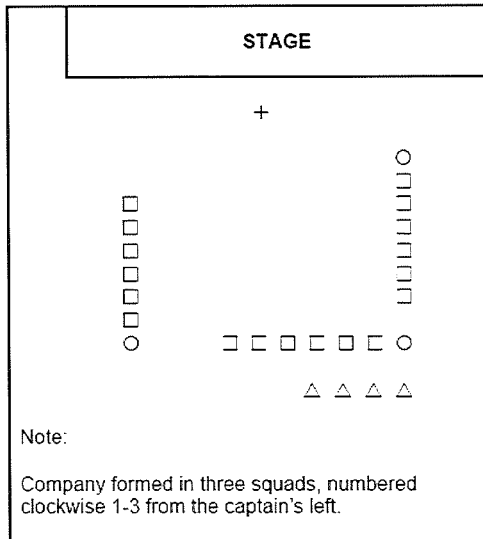 STAGE
Note:
Company formed in three squads, numbered
clockwise 1-3 from the captain's left.